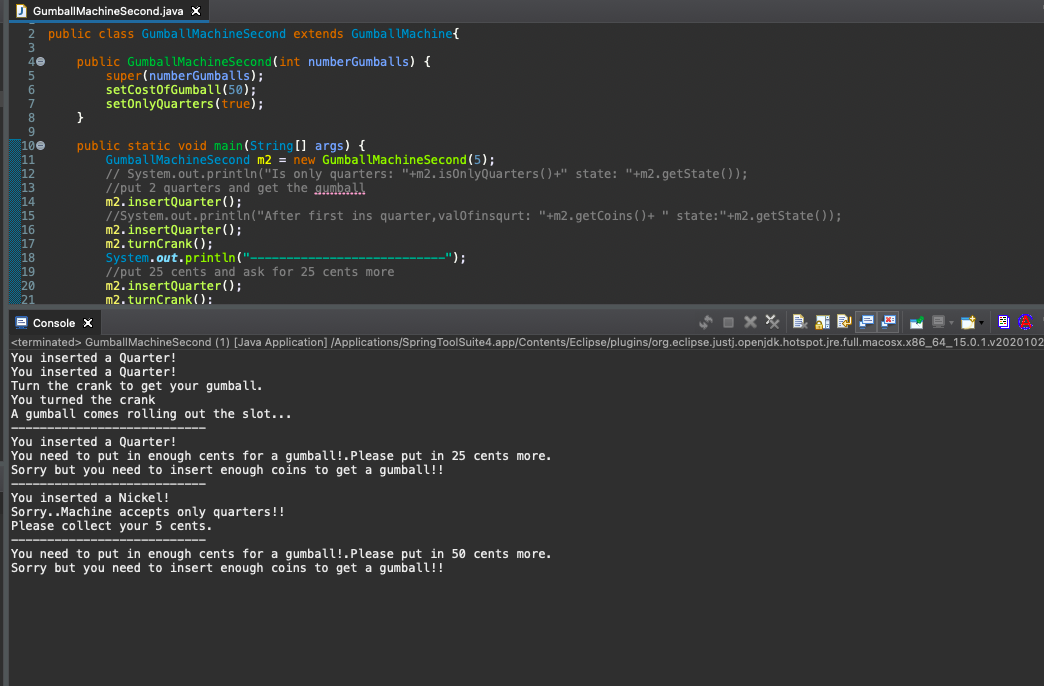 GumballMachineSecond.java
2 public class GumballMachineSecond extends GumballMachine{
3
4 public GumballMachineSecond(int numberGumballs) {
5 super(numberGumballs);
6 setCostOfGumball(50);
7 setOnlyQuarters(true);
8 }
9
10 public static void main(String[] args) {
11 GumballMachineSecond m2 = new GumballMachineSecond(5);
12 // System.out.println("Is only quarters: "+m2.isOnlyQuarters()+" state: "+m2.getState());
13 //put 2 quarters and get the gumball
14 m2.insertQuarter();
15 //System.out.println("After first ins quarter,valOfinsqurt: "+m2.getCoins()+ " state:"+m2.getState());
16 m2.insertQuarter();
17 m2.turnCrank();
18 System.out.println("---------------------------");
19 //put 25 cents and ask for 25 cents more
20 m2.insertQuarter();
21 m2.turnCrank();
Console
<terminated> GumballMachineSecond (1) [Java Application] /Applications/SpringToolSuite4.app/Contents/Eclipse/plugins/org.eclipse.justj.openjdk.hotspot.jre.full.macosx.x86_64_15.0.1.v2020102
You inserted a Quarter!
You inserted a Quarter!
Turn the crank to get your gumball.
You turned the crank
A gumball comes rolling out the slot...
---------------------------
You inserted a Quarter!
You need to put in enough cents for a gumball!.Please put in 25 cents more.
Sorry but you need to insert enough coins to get a gumball!!
---------------------------
You inserted a Nickel!
Sorry..Machine accepts only quarters!!
Please collect your 5 cents.
---------------------------
You need to put in enough cents for a gumball!.Please put in 50 cents more.
Sorry but you need to insert enough coins to get a gumball!!